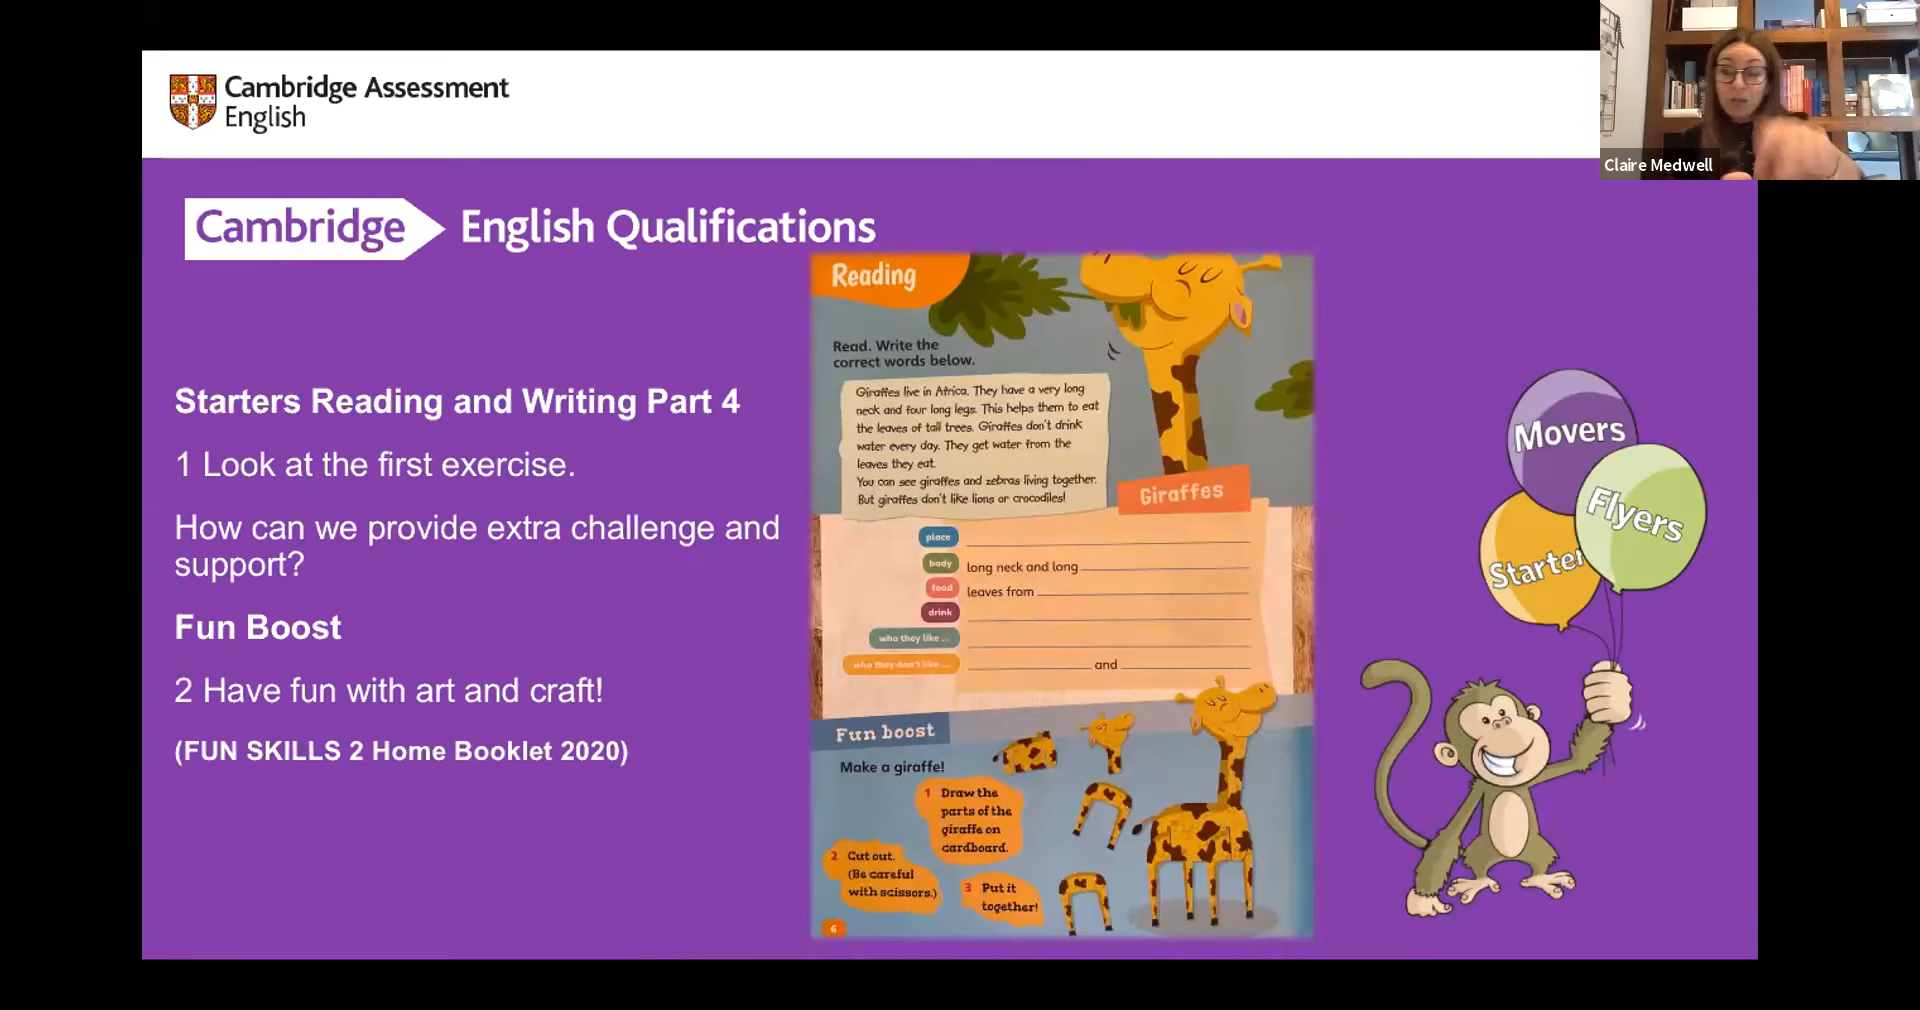 Cambridge Assessment
English
Claire Medwell
Cambridge English Qualifications
Starters Reading and Writing Part 4
1 Look at the first exercise.
How can we provide extra challenge and
support?
Fun Boost
2 Have fun with art and craft!
(FUN SKILLS 2 Home Booklet 2020)
Reading
Read. Write the
correct words below.
Giraffes live in Africa. They have a very long
neck and four long legs. This helps them to eat
the leaves of tall trees. Giraffes don't drink
water every day. They get water from the
leaves they eat.
You can see giraffes and zebras living together.
But giraffes don't like lions or crocodiles!
Giraffes
place
body long neck and long
food leaves from
drink
who they like ...
who they don't like ... and
Fun boost
Make a giraffe!
1 Draw the
parts of the
giraffe on
cardboard.
2 Cut out.
(Be careful
with scissors.)
3 Put it
together!
6
Movers
Flyers
Starter